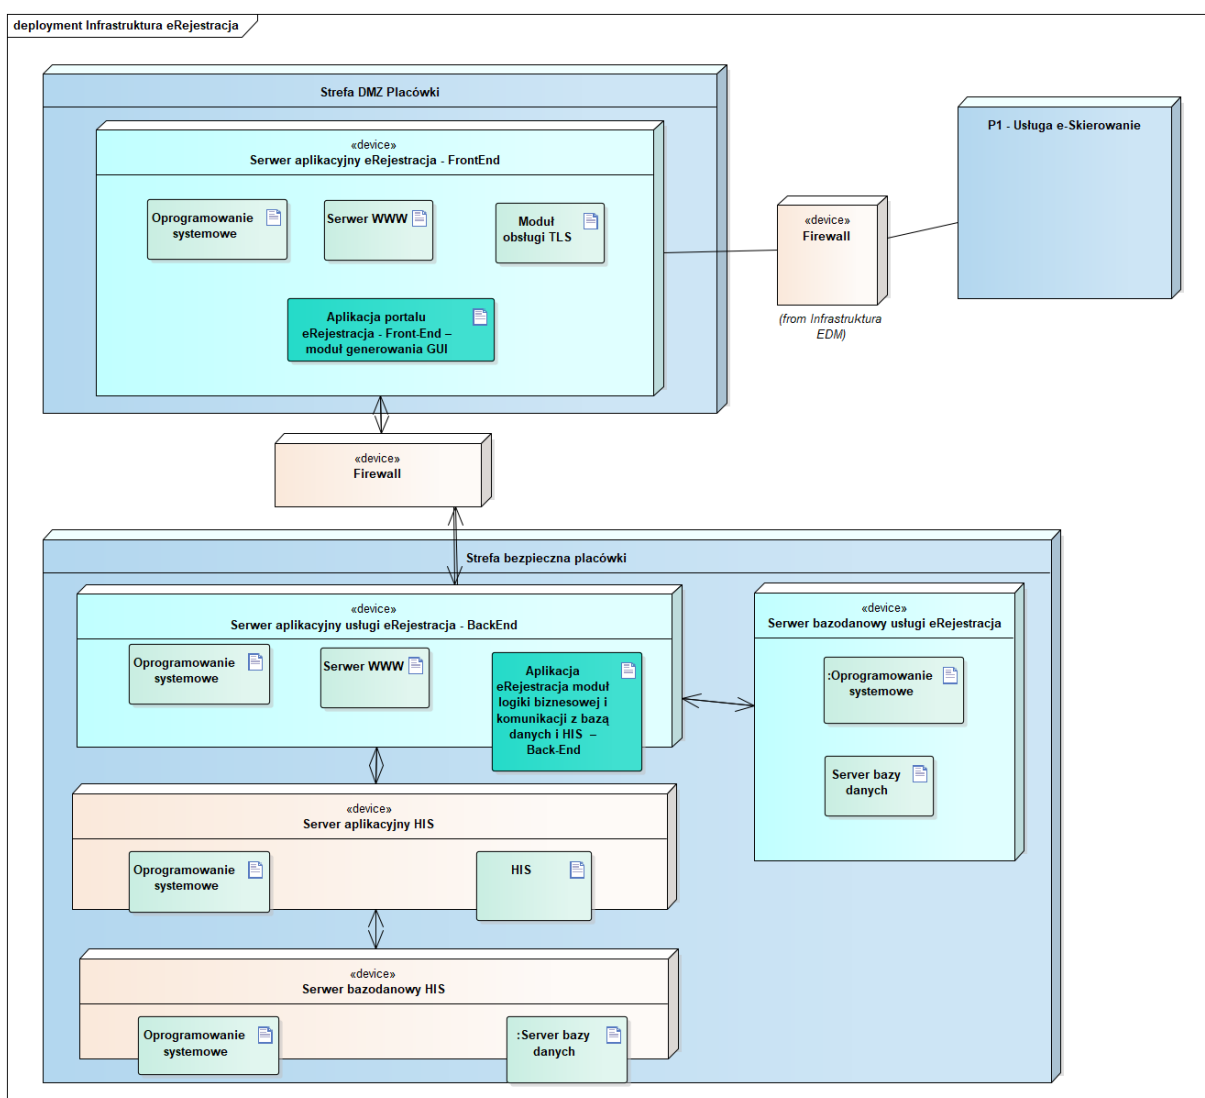 deployment Infrastruktura eRejestracja
Strefa DMZ Placówki
«device»
Serwer aplikacyjny eRejestracja - FrontEnd
Oprogramowanie
systemowe
Serwer WWW
Moduł
obsługi TLS
Aplikacja portalu
eRejestracja - Front-End –
moduł generowania GUI
«device»
Firewall
(from Infrastruktura
EDM)
P1 - Usługa e-Skierowanie
«device»
Firewall
Strefa bezpieczna placówki
«device»
Serwer aplikacyjny usługi eRejestracja - BackEnd
Oprogramowanie
systemowe
Serwer WWW
Aplikacja
eRejestracja moduł
logiki biznesowej i
komunikacji z bazą
danych i HIS –
Back-End
«device»
Serwer bazodanowy usługi eRejestracja
:Oprogramowanie
systemowe
Server bazy
danych
«device»
Server aplikacyjny HIS
Oprogramowanie
systemowe
HIS
«device»
Serwer bazodanowy HIS
Oprogramowanie
systemowe
:Server bazy
danych